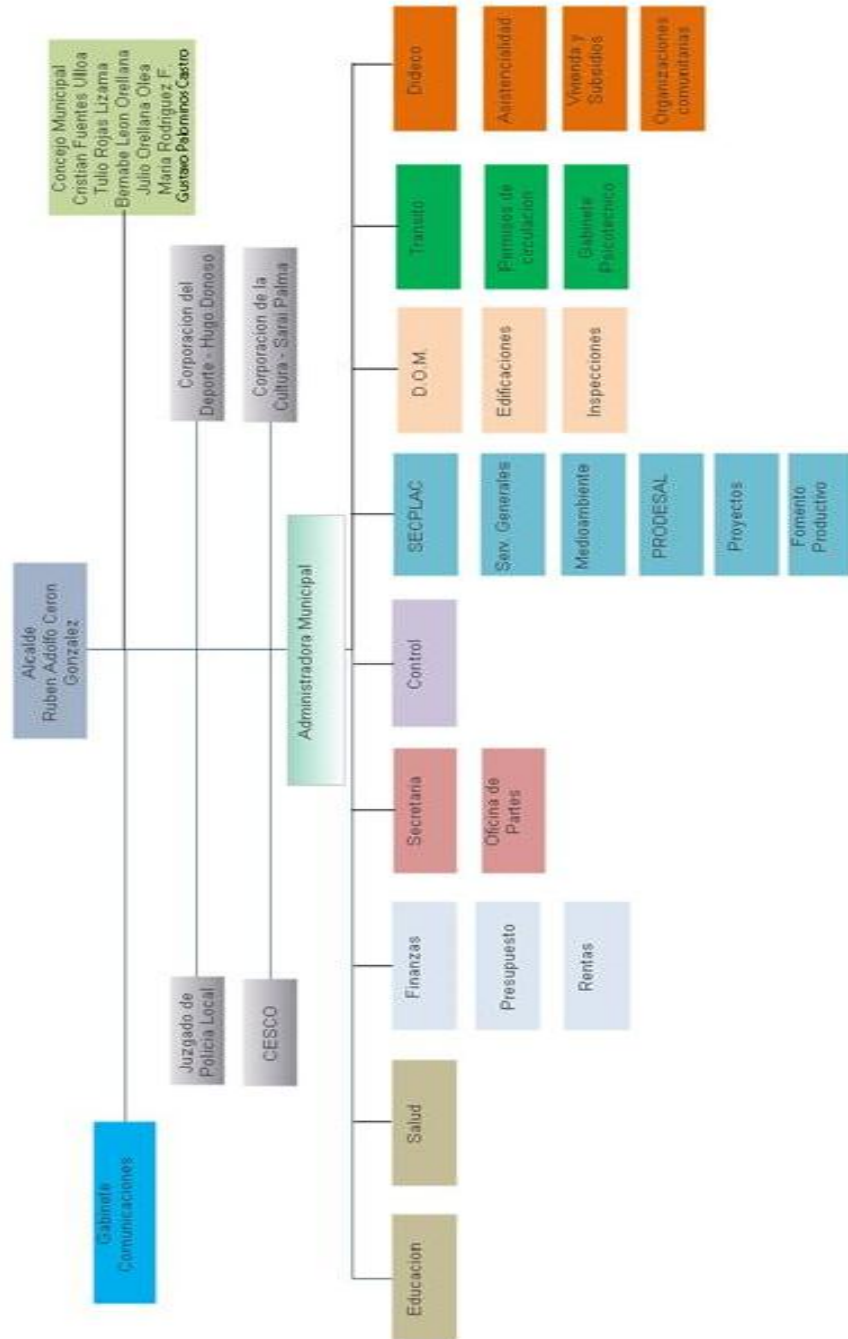 Alcalde
Ruben Adolfo Ceron
Gonzalez
Gabinete
Comunicaciones
Concejo Municipal
Cristian Fuentes Ulloa
Tulio Rojas Lizama
Bernabe Leon Orellana
Julio Orellana Olea
Maria Rodriguez F.
Gustavo Palominos Castro
Juzgado de
Policia Local
Corporacion del
Deporte - Hugo Donoso
CESCO
Corporacion de la
Cultura - Sarai Palma
Administradora Municipal
Educacion
Salud
Finanzas
Presupuesto
Rentas
Secretaria
Oficina de
Partes
Control
SECPLAC
Serv. Generales
Medioambiente
PRODESAL
Proyectos
Fomento
Productivo
D.O.M.
Edificaciones
Inspecciones
Transito
Permisos de
circulacion
Gabinete
Psicotecnico
Dideco
Asistencialidad
Vivienda y
Subsidios
Organizaciones
comunitarias